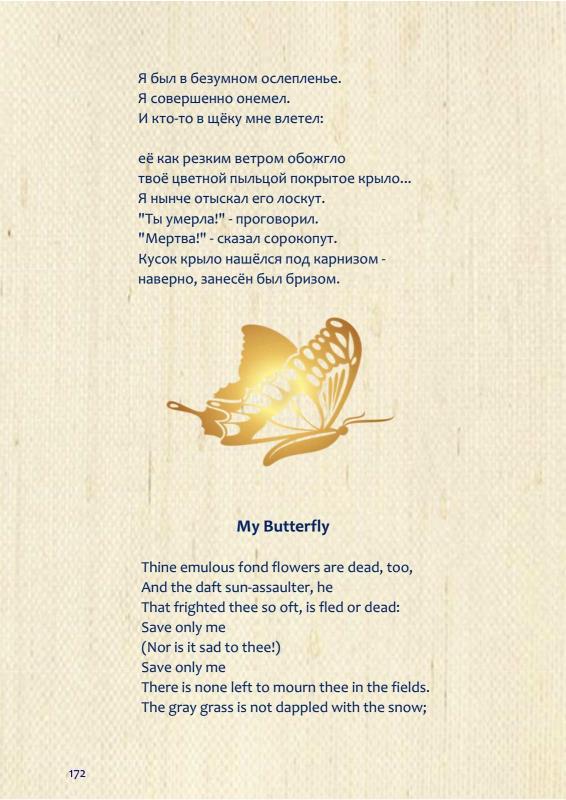 Я был в безумном ослепленье.
Я совершенно онемел.
И кто-то в щёку мне влетел:

её как резким ветром обожгло
твоё цветной пыльцой покрытое крыло...
Я нынче отыскал его лоскут.
"Ты умерла!" - проговорил.
"Мертва!" - сказал сорокопут.
Кусок крыло нашёлся под карнизом -
наверно, занесён был бризом.

My Butterfly

Thine emulous fond flowers are dead, too,
And the daft sun-assaulter, he
That frighted thee so oft, is fled or dead:
Save only me
(Nor is it sad to thee!)
Save only me
There is none left to mourn thee in the fields.
The gray grass is not dappled with the snow;

172